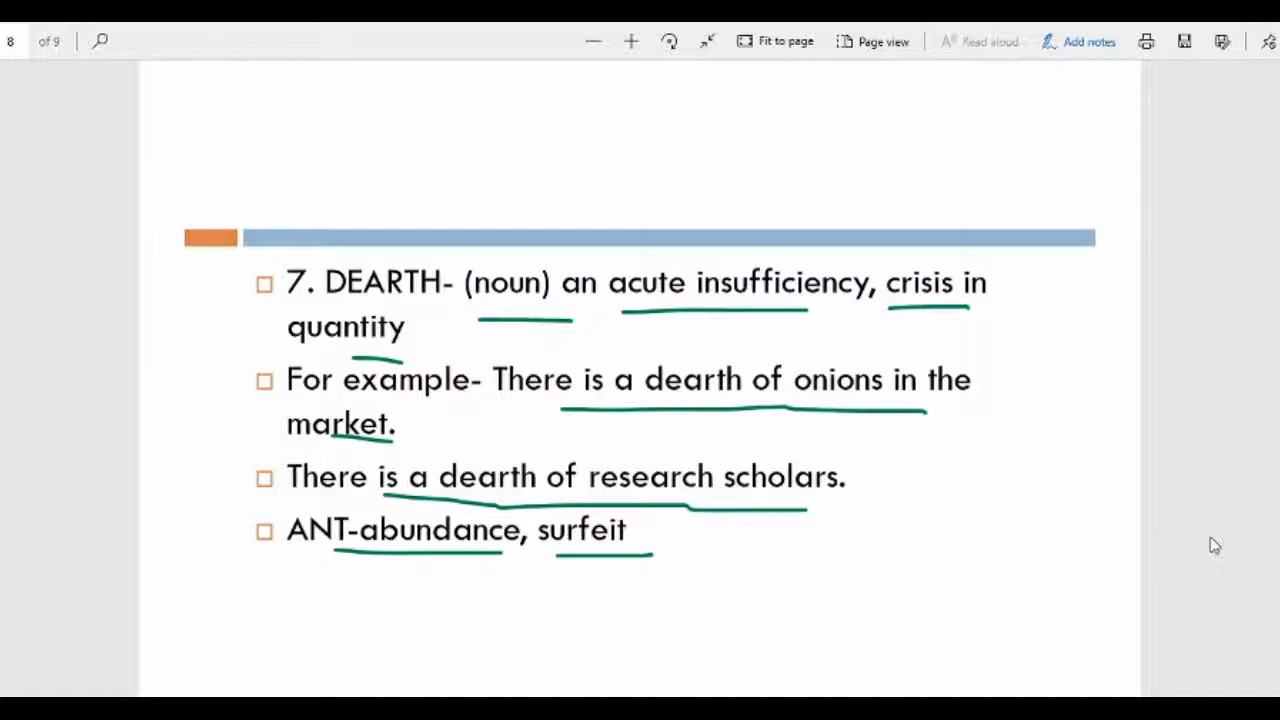 8 of 9 Fit to page Page view Read aloud Add notes
7. DEARTH- (noun) an acute insufficiency, crisis in
quantity
For example- There is a dearth of onions in the
market.
There is a dearth of research scholars.
ANT-abundance, surfeit